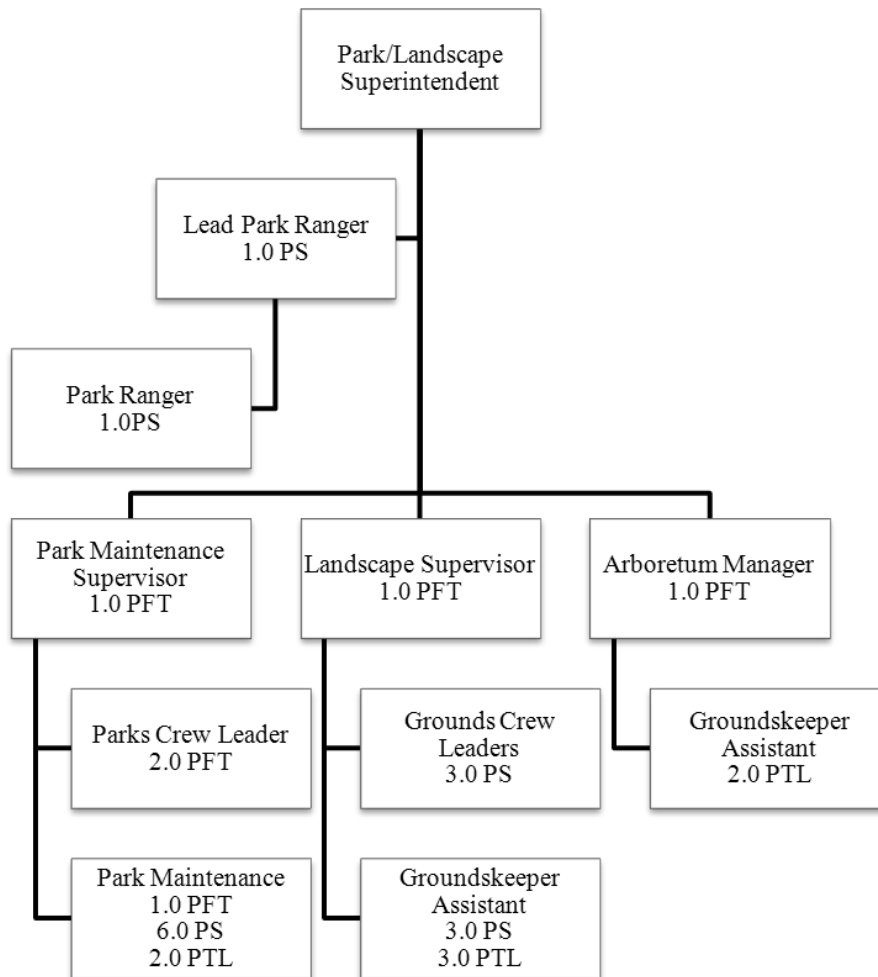 Park/Landscape
Superintendent
Lead Park Ranger
1.0 PS
Park Ranger
1.0PS
Park Maintenance
Supervisor
1.0 PFT
Landscape Supervisor
1.0 PFT
Arboretum Manager
1.0 PFT
Parks Crew Leader
2.0 PFT
Grounds Crew
Leaders
3.0 PS
Groundskeeper
Assistant
2.0 PTL
Park Maintenance
1.0 PFT
6.0 PS
2.0 PTL
Groundskeeper
Assistant
3.0 PS
3.0 PTL